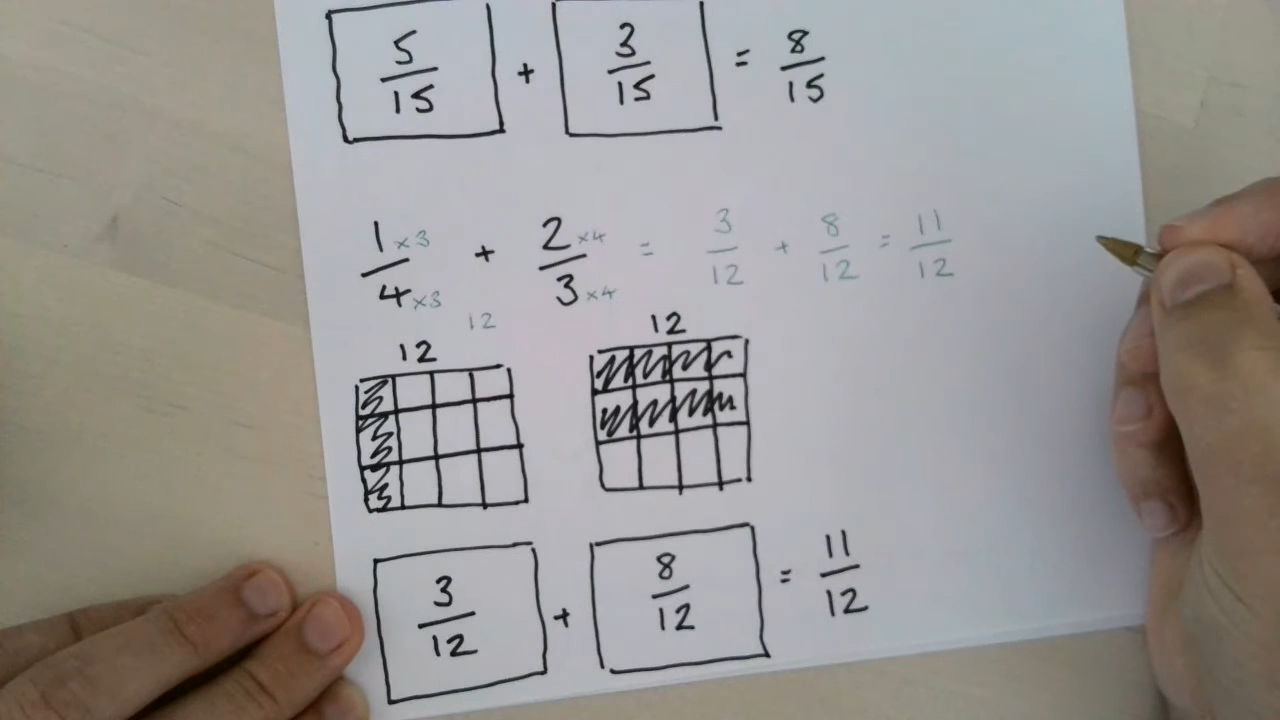 5/15 + 3/15 = 8/15
1/4 ×3 ×3 + 2/3 ×4 ×4 = 3/12 + 8/12 = 11/12
12
12 12
3/12 + 8/12 = 11/12